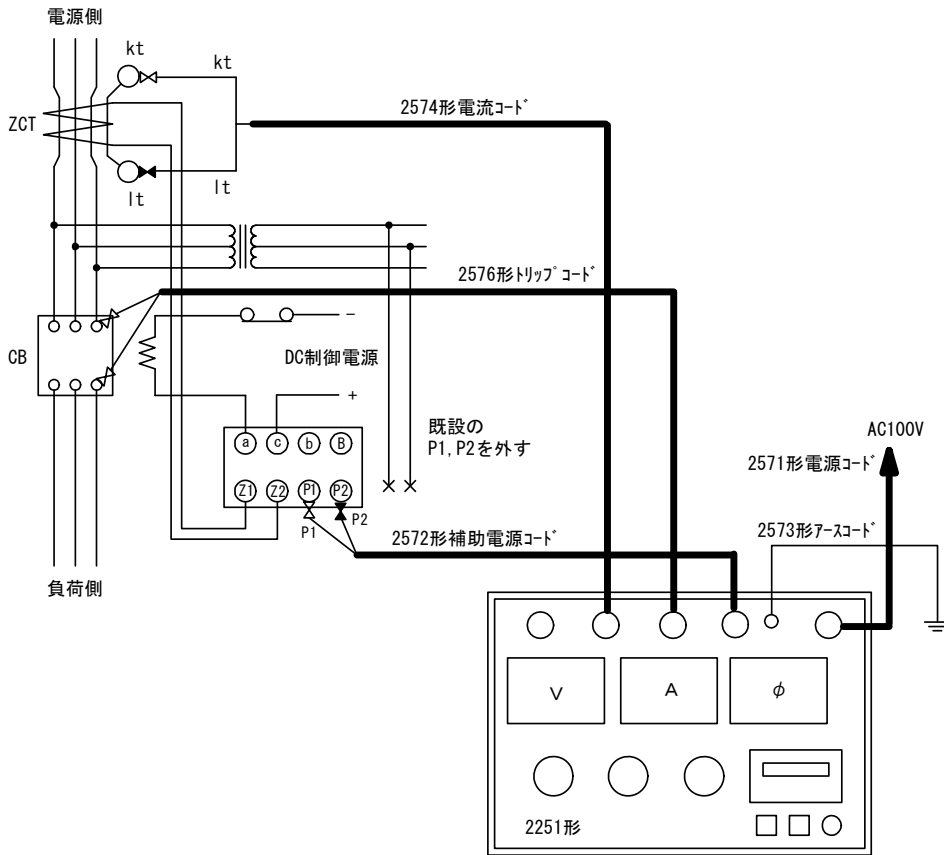 電源側
kt
kt
2574形電流コード
ZCT
lt
lt
2576形トリップコード
CB
−
DC制御電源
+
既設の
P1,P2を外す
AC100V
a
c
b
B
2571形電源コード
Z1
Z2
P1
P2
P1
P2
2573形アースコード
2572形補助電源コード
負荷側
V
A
φ
2251形